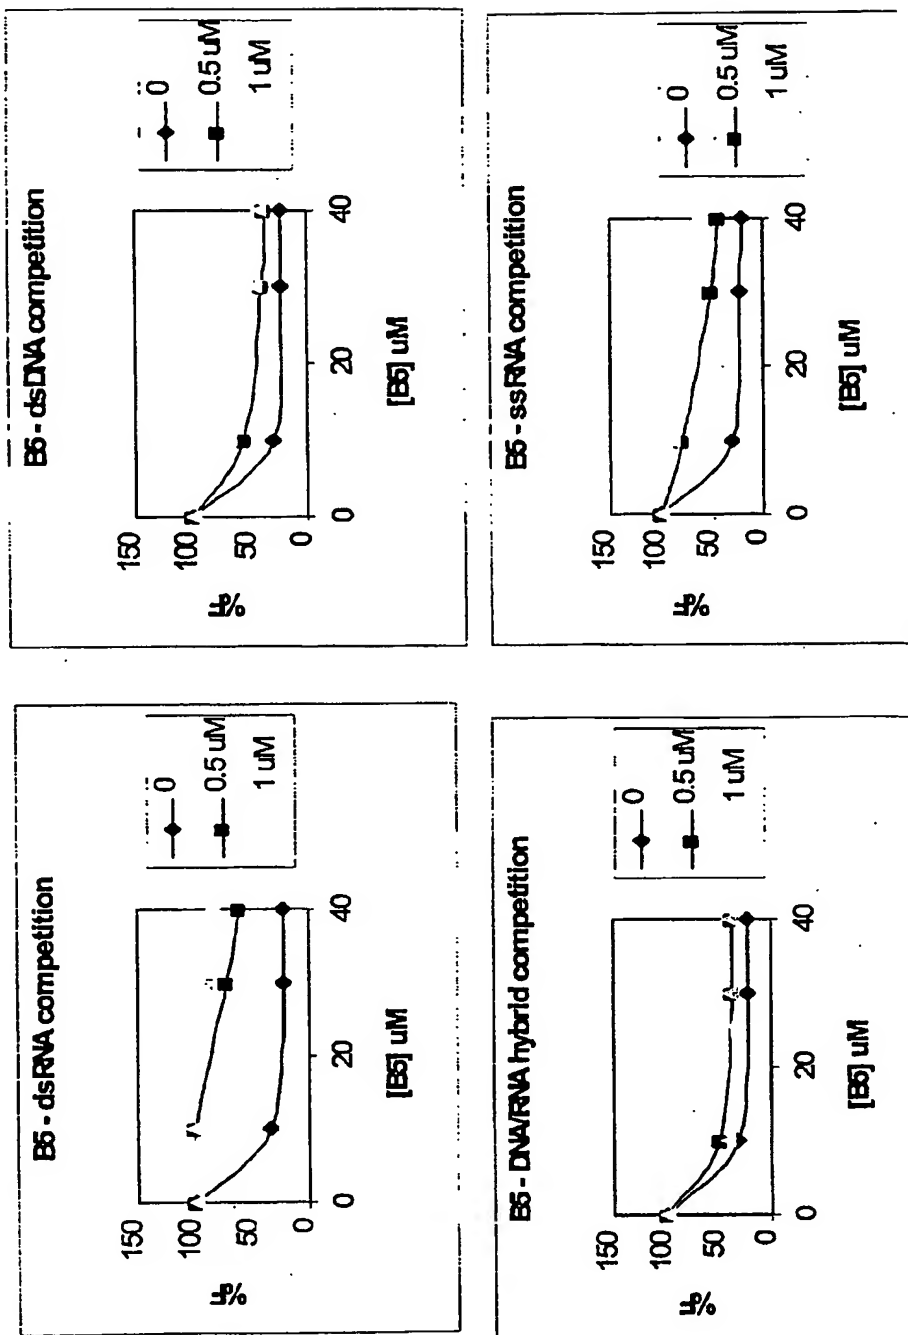 B5 - dsRNA competition
150
100
50
0
0
20
40
[B5] uM
0
0.5 uM
1 uM
B5 - dsDNA competition
150
100
50
0
0
20
40
[B5] uM
0
0.5 uM
1 uM
B5 - DNA/RNA hybrid competition
150
100
50
0
0
20
40
[B5] uM
0
0.5 uM
1 uM
B5 - ssRNA competition
150
100
50
0
0
20
40
[B5] uM
0
0.5 uM
1 uM